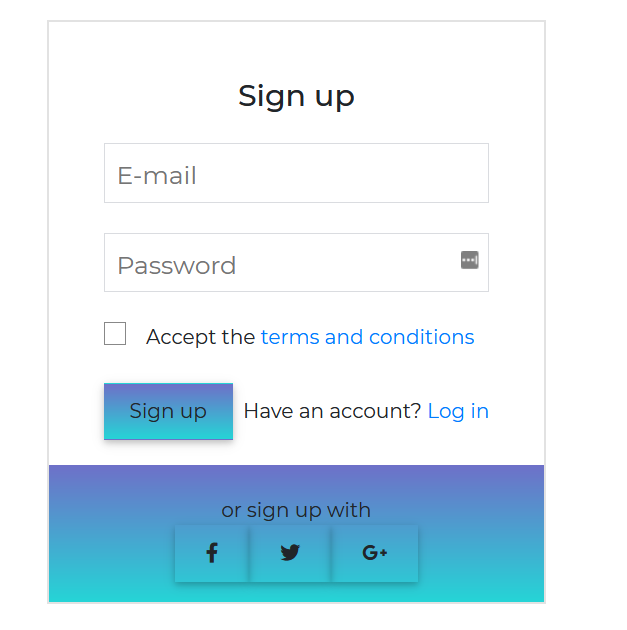 Sign up
E-mail
Password
Accept the terms and conditions
Sign up Have an account? Log in
or sign up with